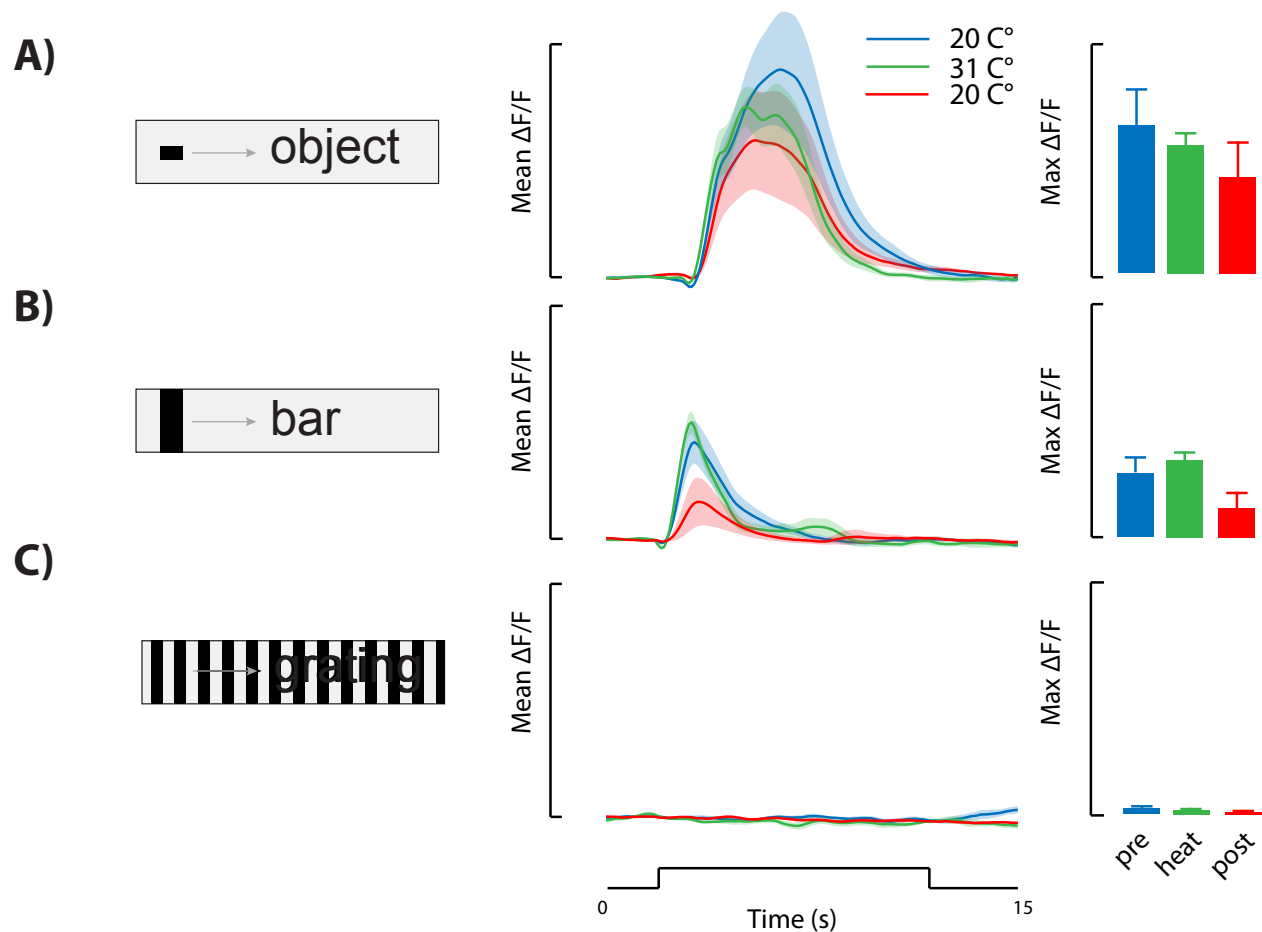 A)
object
Mean ΔF/F
20 C°
31 C°
20 C°
Max ΔF/F
B)
bar
Mean ΔF/F
Max ΔF/F
C)
grating
Mean ΔF/F
Max ΔF/F
pre
heat
post
0
15
Time (s)